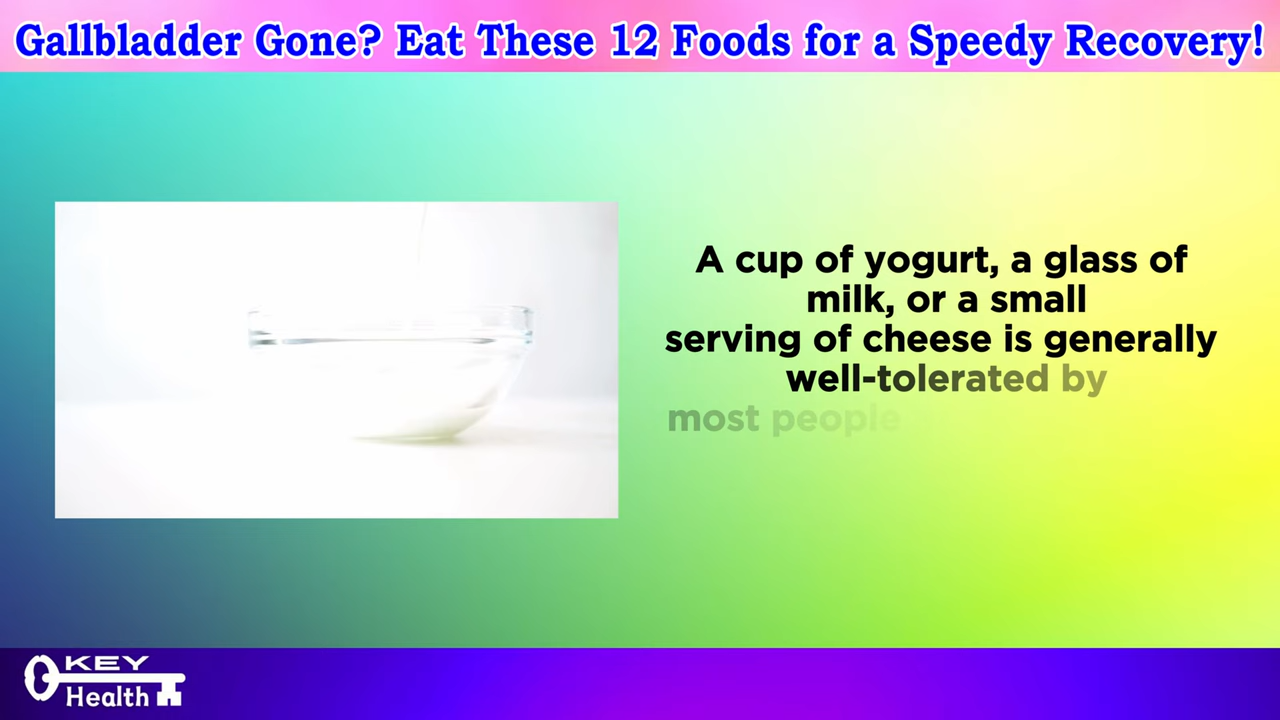 Gallbladder Gone? Eat These 12 Foods for a Speedy Recovery!
A cup of yogurt, a glass of
milk, or a small
serving of cheese is generally
well-tolerated by
most people
KEY
Health